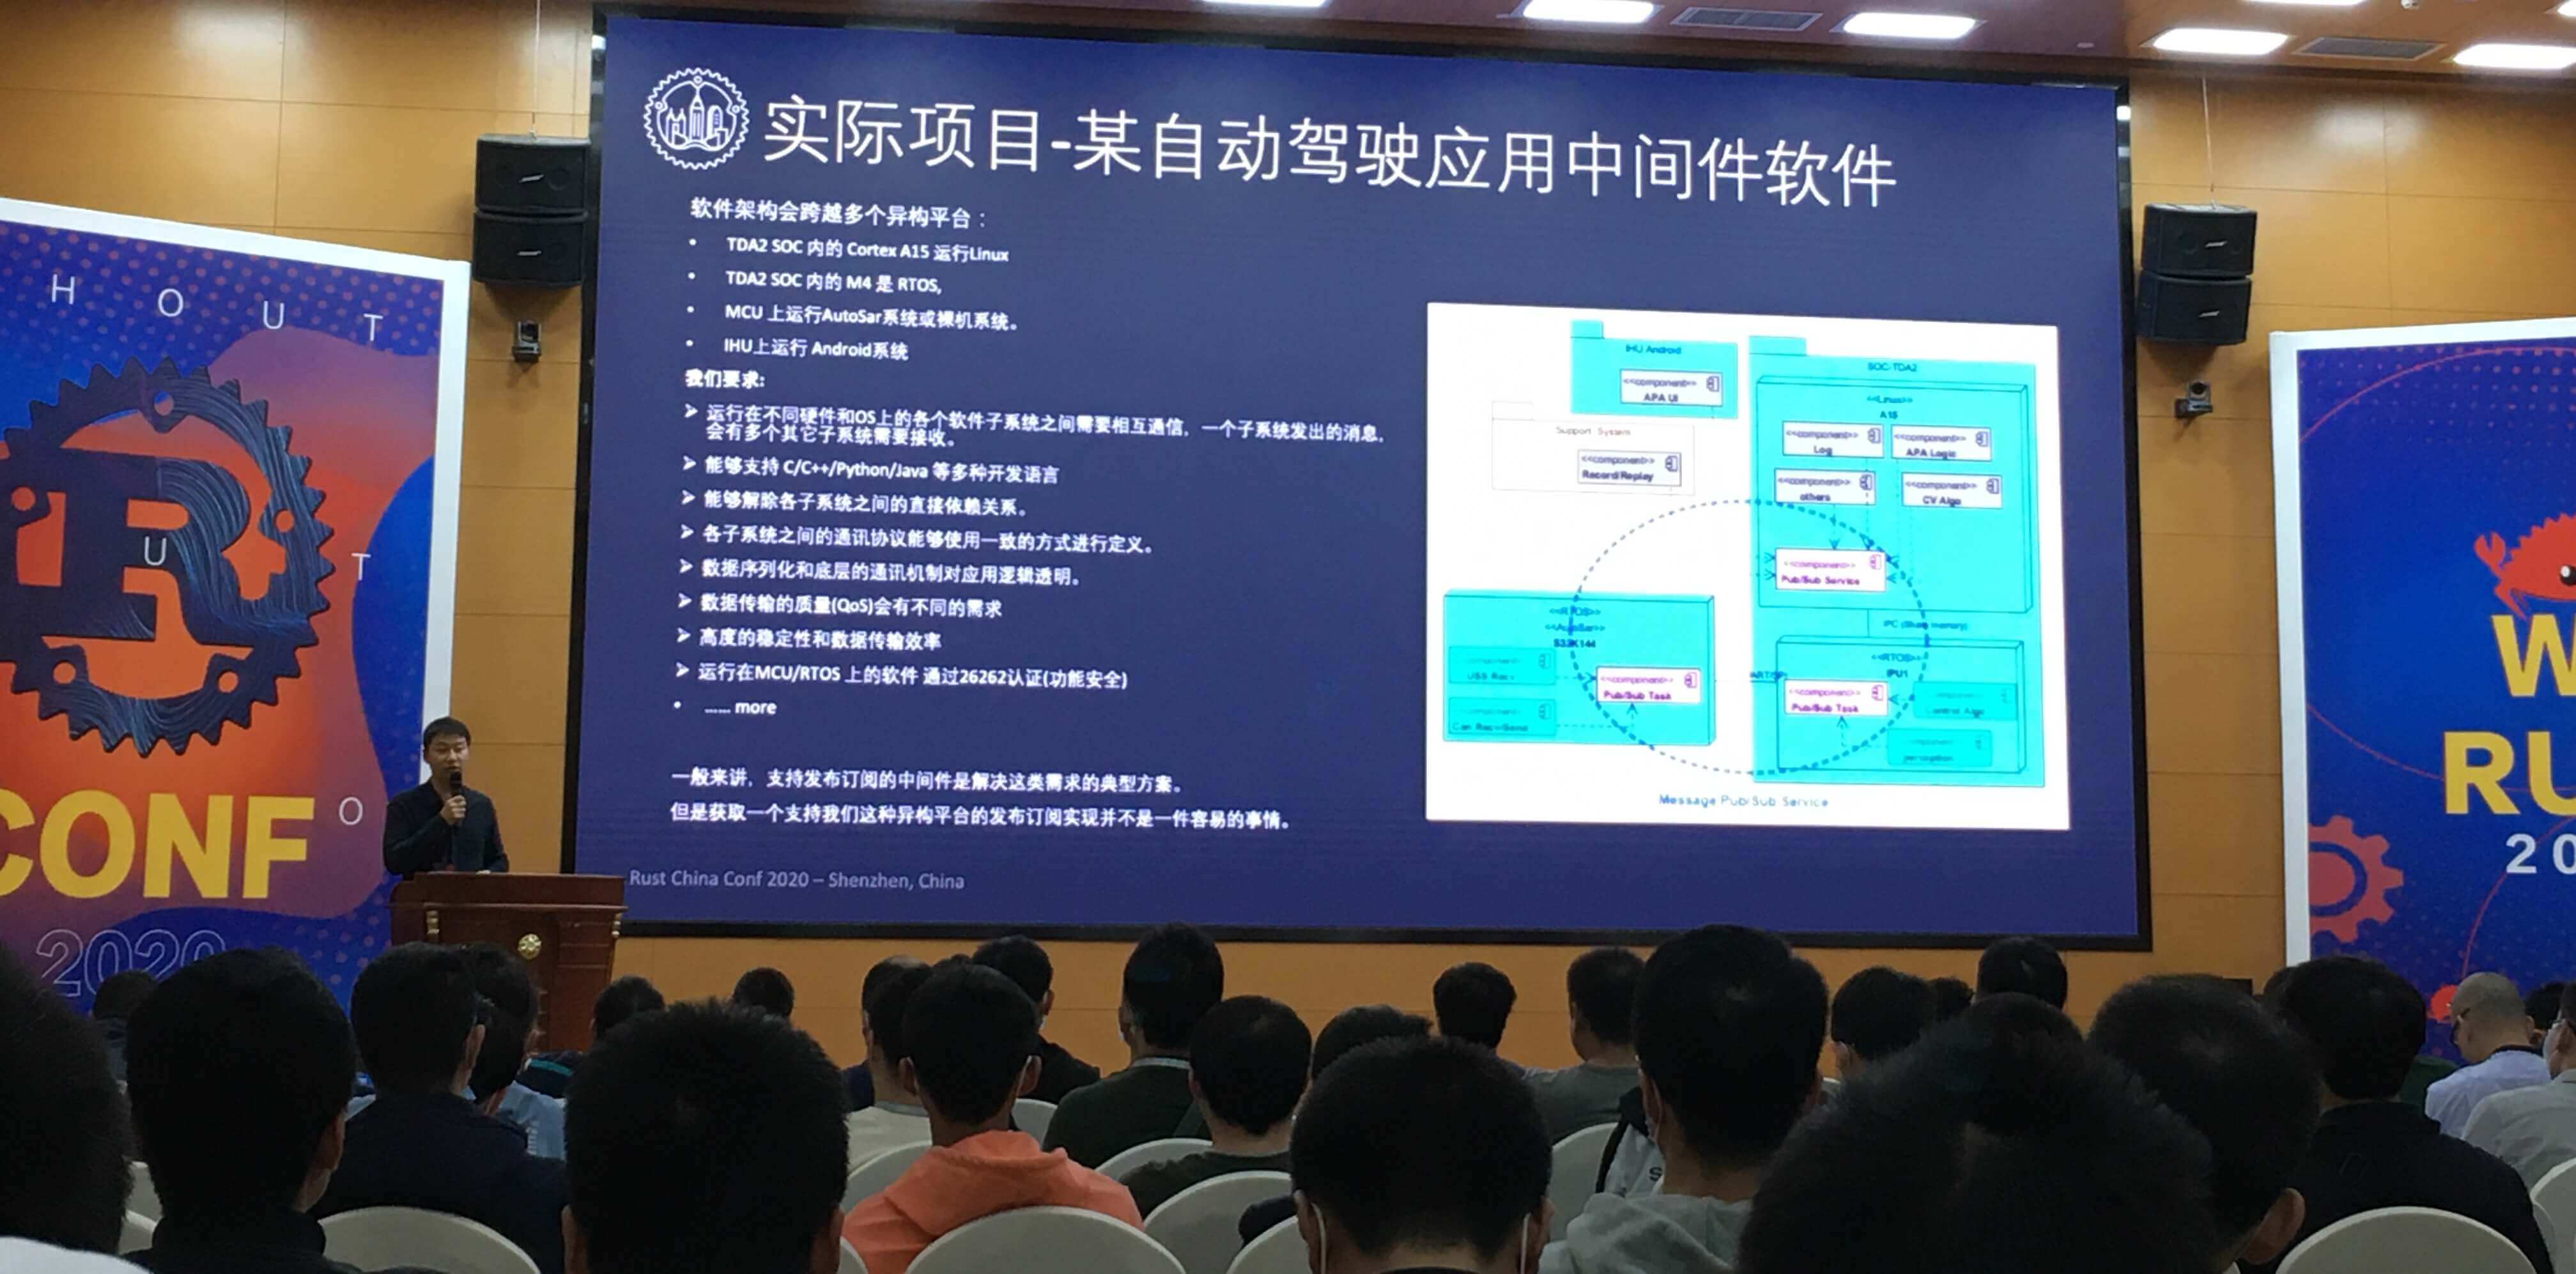 实际项目-某自动驾驶应用中间件软件
软件架构会跨越多个异构平台：
• TDA2 SOC 内的 Cortex A15 运行Linux
• TDA2 SOC 内的 M4 是 RTOS,
• MCU 上运行AutoSar系统或裸机系统。
• IHU上运行 Android系统
我们要求:
➢ 运行在不同硬件和OS上的各个软件子系统之间需要相互通信，一个子系统发出的消息，
会有多个其它子系统需要接收。
➢ 能够支持 C/C++/Python/Java 等多种开发语言
➢ 能够解除各子系统之间的直接依赖关系。
➢ 各子系统之间的通讯协议能够使用一致的方式进行定义。
➢ 数据序列化和底层的通讯机制对应用逻辑透明。
➢ 数据传输的质量(QoS)会有不同的需求
➢ 高度的稳定性和数据传输效率
➢ 运行在MCU/RTOS 上的软件 通过26262认证(功能安全)
• ...... more
一般来讲，支持发布订阅的中间件是解决这类需求的典型方案。
但是获取一个支持我们这种异构平台的发布订阅实现并不是一件容易的事情。
Rust China Conf 2020 – Shenzhen, China
IHU Android
<<component>>
APA UI
Support System
<<component>>
Record/Replay
SOC-TDA2
<<Linux>>
A15
<<component>>
Log
<<component>>
APA Logic
<<component>>
others
<<component>>
CV Algo
<<component>>
Pub/Sub Service
IPC (Share memory)
<<RTOS>>
<<AutoSar>>
S32K144
<<component>>
<<component>>
Can Recv/Send
<<component>>
Pub/Sub Task
<<RTOS>>
IPU1
<<component>>
Pub/Sub Task
<<component>>
Control Algo
<<component>>
perception
Message Pub/Sub Service
H O U T
R
U T
O
CONF
2020
W
RU
20